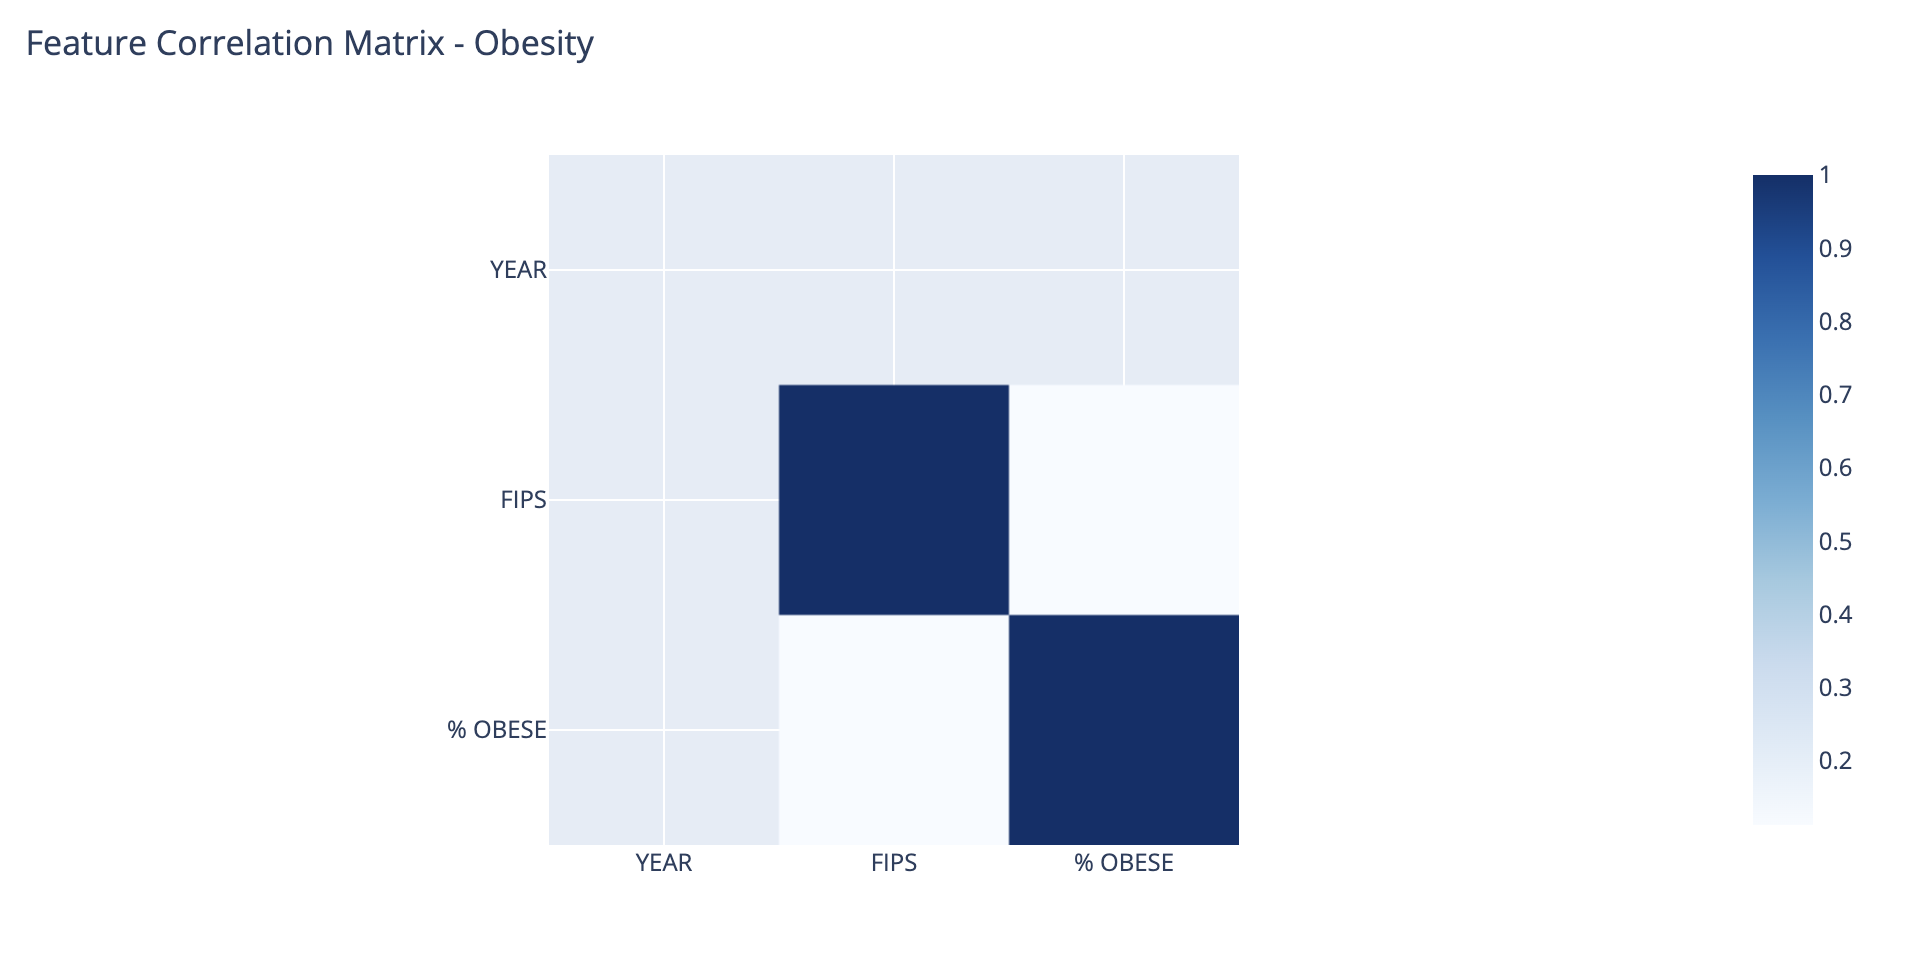 Feature Correlation Matrix - Obesity
YEAR
FIPS
% OBESE
YEAR
FIPS
% OBESE
1
0.9
0.8
0.7
0.6
0.5
0.4
0.3
0.2